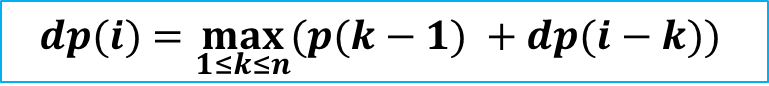 dp(i) = max(p(k − 1) + dp(i − k))
1≤k≤n